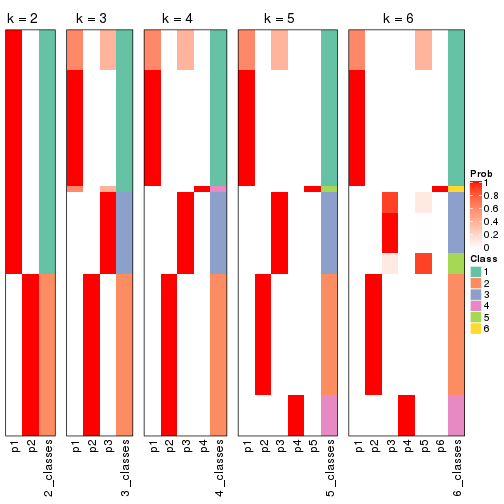 k = 2
k = 3
k = 4
k = 5
k = 6
Prob
1
0.8
0.6
0.4
0.2
0
Class
1
2
3
4
5
6
p1
p2
2_classes
p1
p2
p3
3_classes
p1
p2
p3
p4
4_classes
p1
p2
p3
p4
p5
5_classes
p1
p2
p3
p4
p5
p6
6_classes